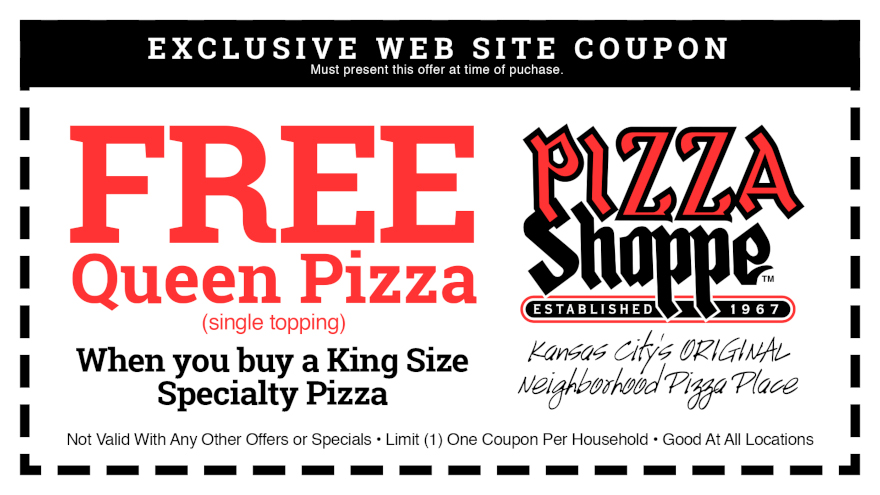 EXCLUSIVE WEB SITE COUPON
Must present this offer at time of puchase.
FREE
Queen Pizza
(single topping)
When you buy a King Size
Specialty Pizza
PIZZA
Shoppe™
ESTABLISHED 1967
Kansas City's ORIGINAL
Neighborhood Pizza Place
Not Valid With Any Other Offers or Specials • Limit (1) One Coupon Per Household • Good At All Locations